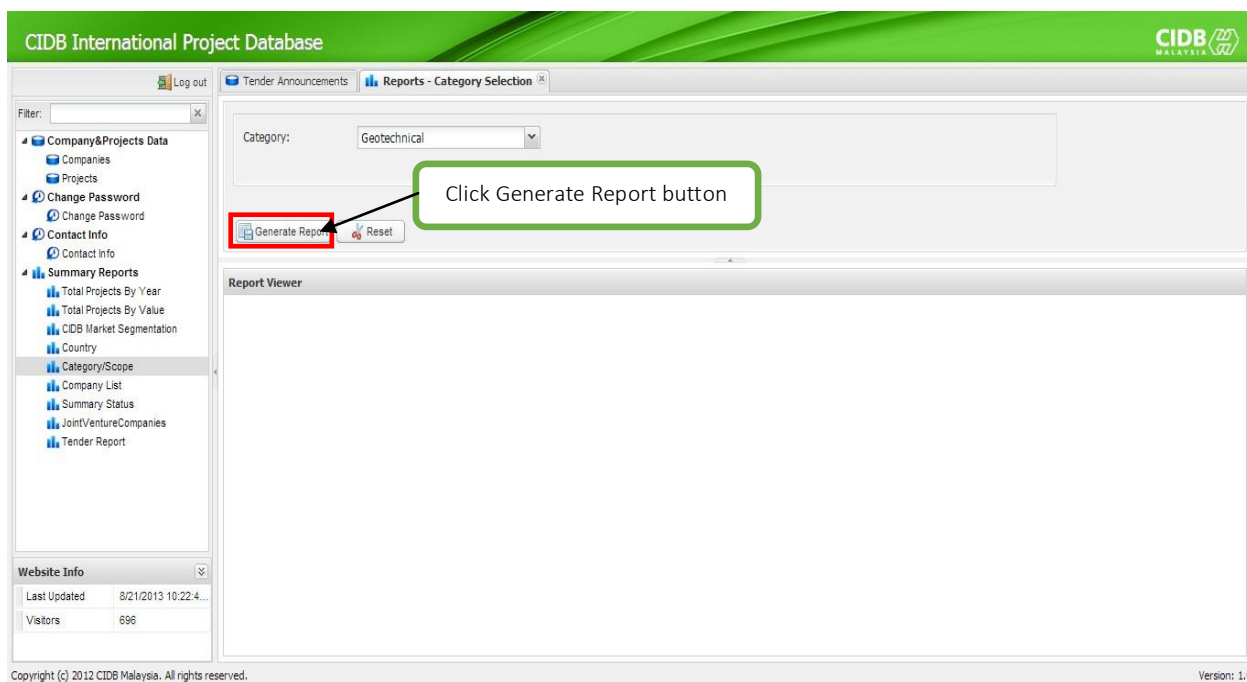 CIDB International Project Database
CIDB
MALAYSIA
Log out
Tender Announcements
Reports - Category Selection
Filter:
Company&Projects Data
Companies
Projects
Change Password
Change Password
Contact Info
Contact Info
Summary Reports
Total Projects By Year
Total Projects By Value
CIDB Market Segmentation
Country
Category/Scope
Company List
Summary Status
JointVentureCompanies
Tender Report
Category: Geotechnical
Click Generate Report button
Generate Report
Reset
Report Viewer
Website Info
Last Updated 8/21/2013 10:22:4...
Visitors 696
Copyright (c) 2012 CIDB Malaysia. All rights reserved.
Version: 1.